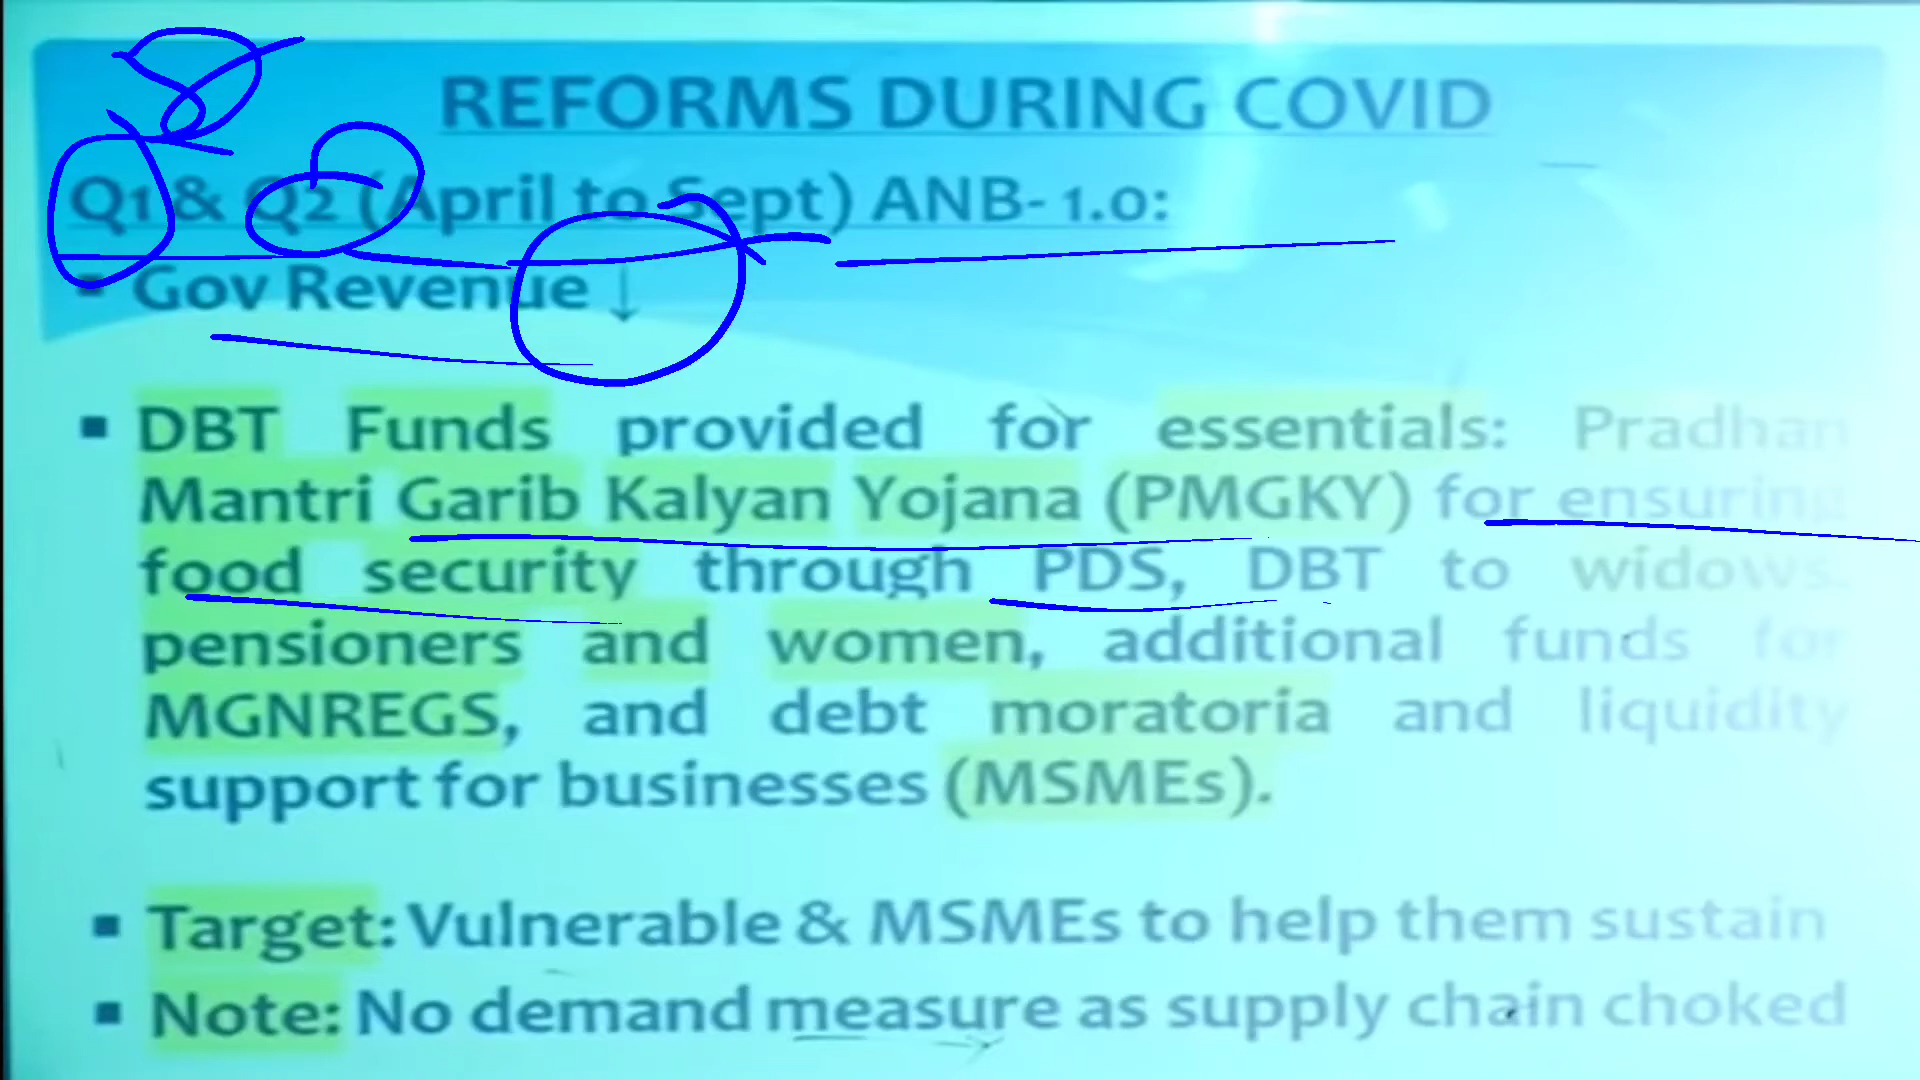 REFORMS DURING COVID
Q1 & Q2 (April to Sept) ANB- 1.0:
▪ Gov Revenue ↓
▪ DBT Funds provided for essentials: Pradhan
Mantri Garib Kalyan Yojana (PMGKY) for ensuring
food security through PDS, DBT to widows,
pensioners and women, additional funds for
MGNREGS, and debt moratoria and liquidity
support for businesses (MSMEs).
▪ Target: Vulnerable & MSMEs to help them sustain
▪ Note: No demand measure as supply chain choked